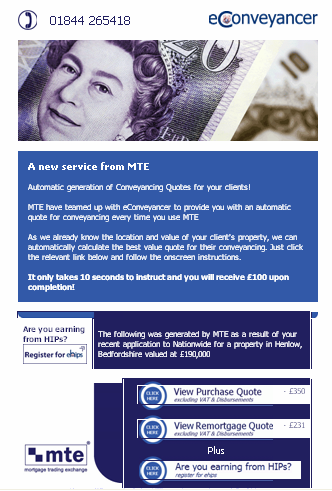 01844 265418
eConveyancer
20
10
A new service from MTE
Automatic generation of Conveyancing Quotes for your clients!
MTE have teamed up with eConveyancer to provide you with an automatic
quote for conveyancing every time you use MTE
As we already know the location and value of your client's property, we can
automatically calculate the best value quote for their conveyancing. Just click
the relevant link below and follow the onscreen instructions.
It only takes 10 seconds to instruct and you will receive £100 upon
completion!
Are you earning
from HIPs?
Register for ehips
The following was generated by MTE as a result of your
recent application to Nationwide for a property in Henlow,
Bedfordshire valued at £190,000
CLICK
HERE
View Purchase Quote - £350
excluding VAT & Disbursements
CLICK
HERE
View Remortgage Quote - £231
excluding VAT & Disbursements
Plus
CLICK
HERE
Are you earning from HIPs?
register for ehips
mte
mortgage trading exchange